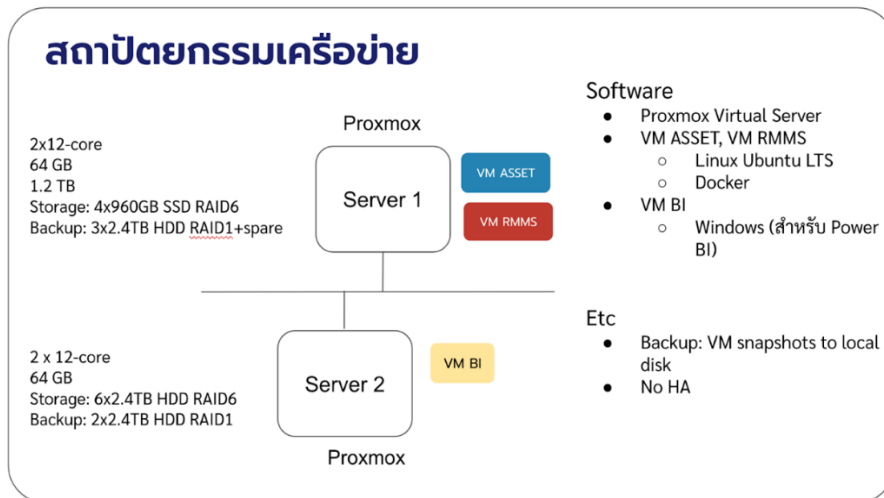 สถาปัตยกรรมเครือข่าย
Proxmox
2x12-core
64 GB
1.2 TB
Storage: 4x960GB SSD RAID6
Backup: 3x2.4TB HDD RAID1+spare
Server 1
VM ASSET
VM RMMS
2 x 12-core
64 GB
Storage: 6x2.4TB HDD RAID6
Backup: 2x2.4TB HDD RAID1
Server 2
VM BI
Proxmox
Software
● Proxmox Virtual Server
● VM ASSET, VM RMMS
○ Linux Ubuntu LTS
○ Docker
● VM BI
○ Windows (สำหรับ Power
BI)
Etc
● Backup: VM snapshots to local
disk
● No HA